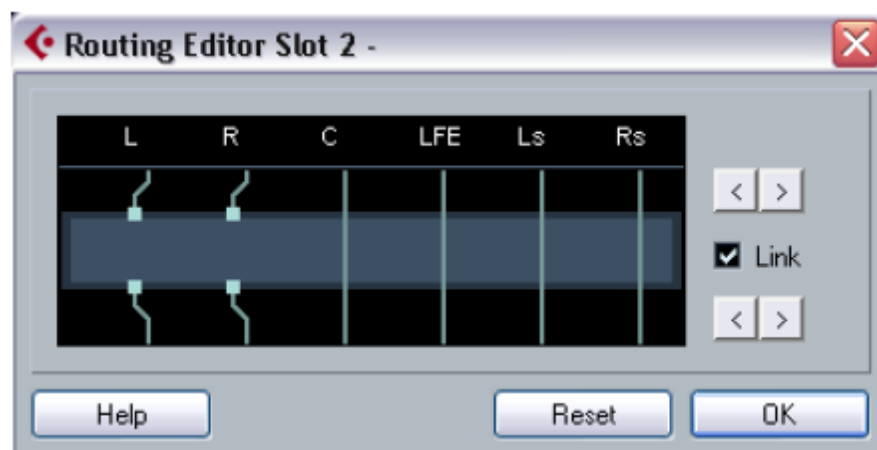 Routing Editor Slot 2 -
L R C LFE Ls Rs
< >
Link
< >
Help Reset OK